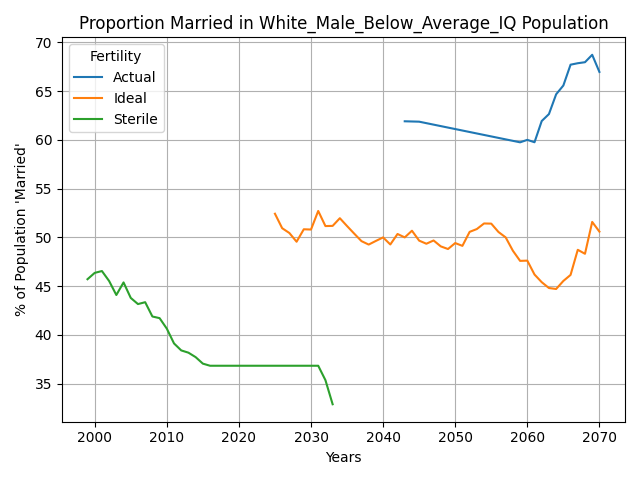 Proportion Married in White_Male_Below_Average_IQ Population
Fertility
Actual
Ideal
Sterile
% of Population 'Married'
70
65
60
55
50
45
40
35
2000 2010 2020 2030 2040 2050 2060 2070
Years